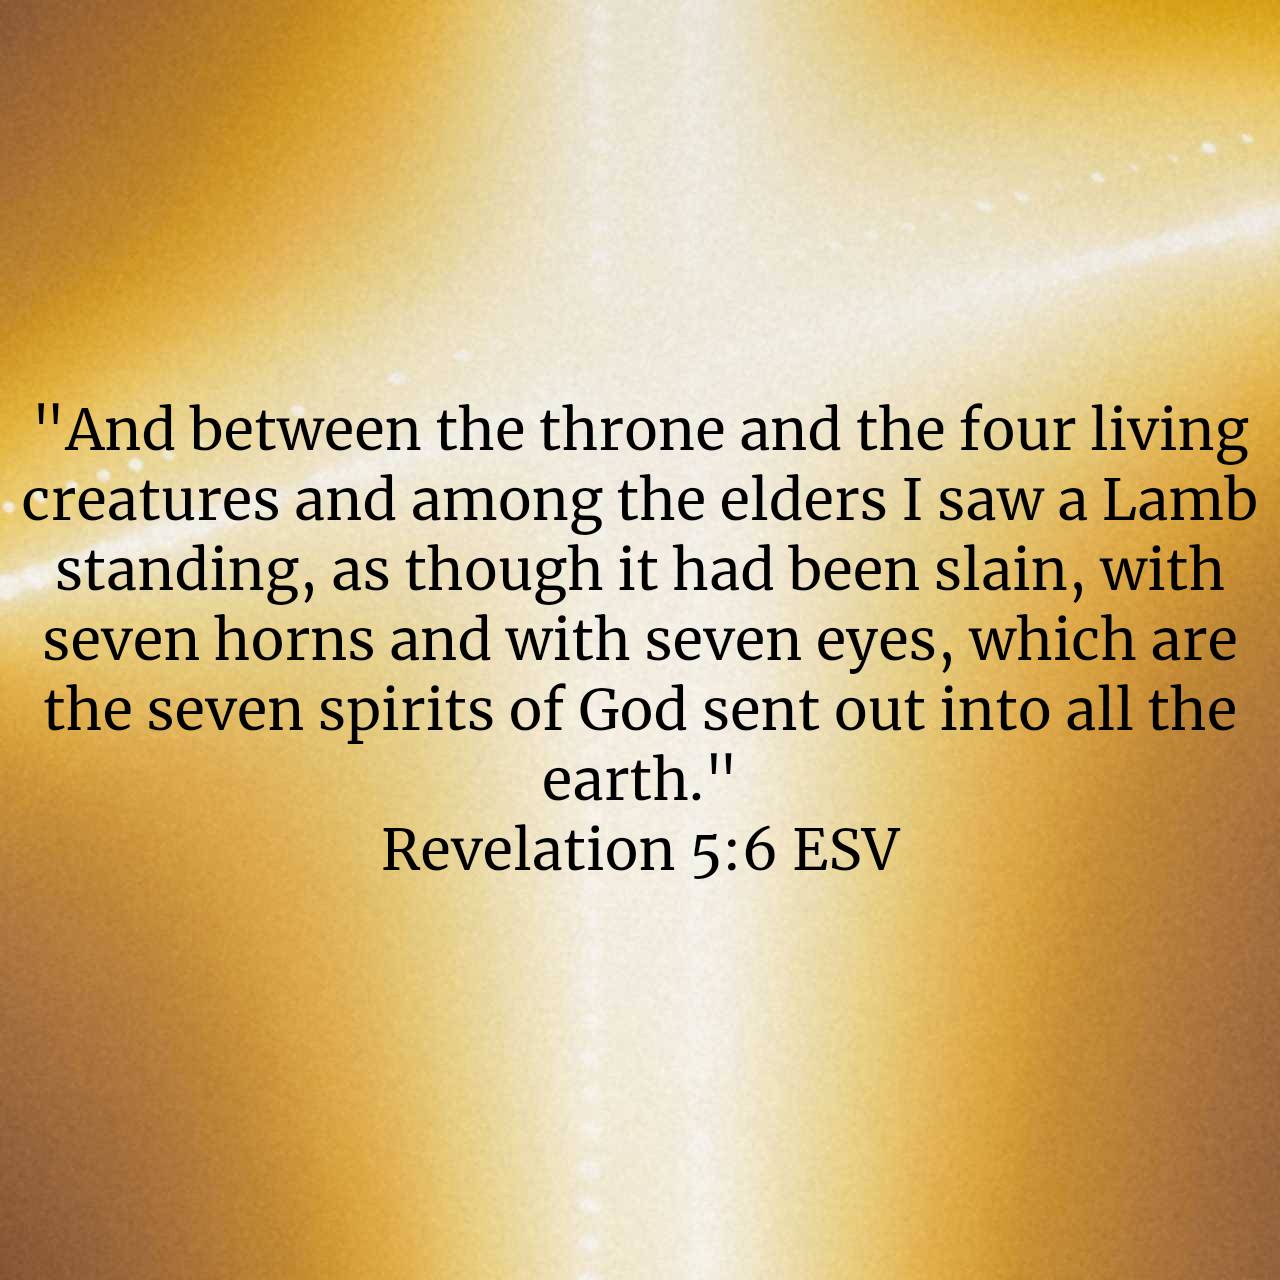 "And between the throne and the four living
creatures and among the elders I saw a Lamb
standing, as though it had been slain, with
seven horns and with seven eyes, which are
the seven spirits of God sent out into all the
earth."
Revelation 5:6 ESV